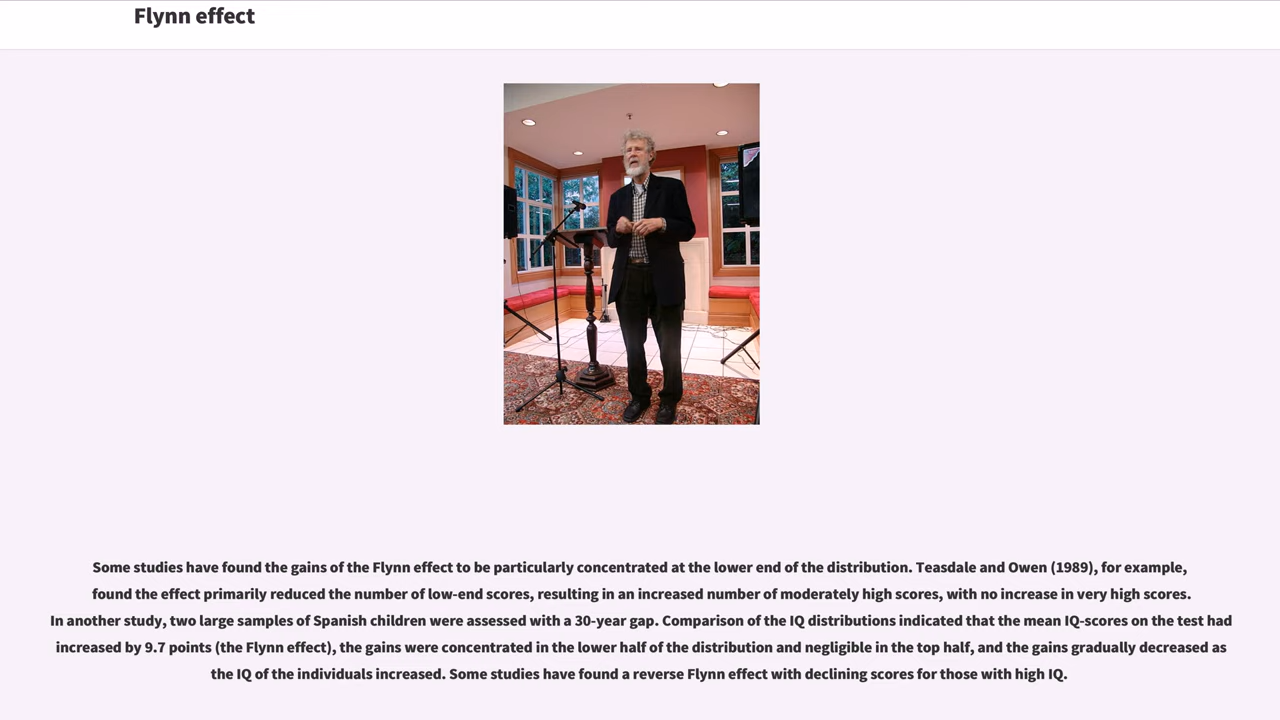 Flynn effect
Some studies have found the gains of the Flynn effect to be particularly concentrated at the lower end of the distribution. Teasdale and Owen (1989), for example,
found the effect primarily reduced the number of low-end scores, resulting in an increased number of moderately high scores, with no increase in very high scores.
In another study, two large samples of Spanish children were assessed with a 30-year gap. Comparison of the IQ distributions indicated that the mean IQ-scores on the test had
increased by 9.7 points (the Flynn effect), the gains were concentrated in the lower half of the distribution and negligible in the top half, and the gains gradually decreased as
the IQ of the individuals increased. Some studies have found a reverse Flynn effect with declining scores for those with high IQ.